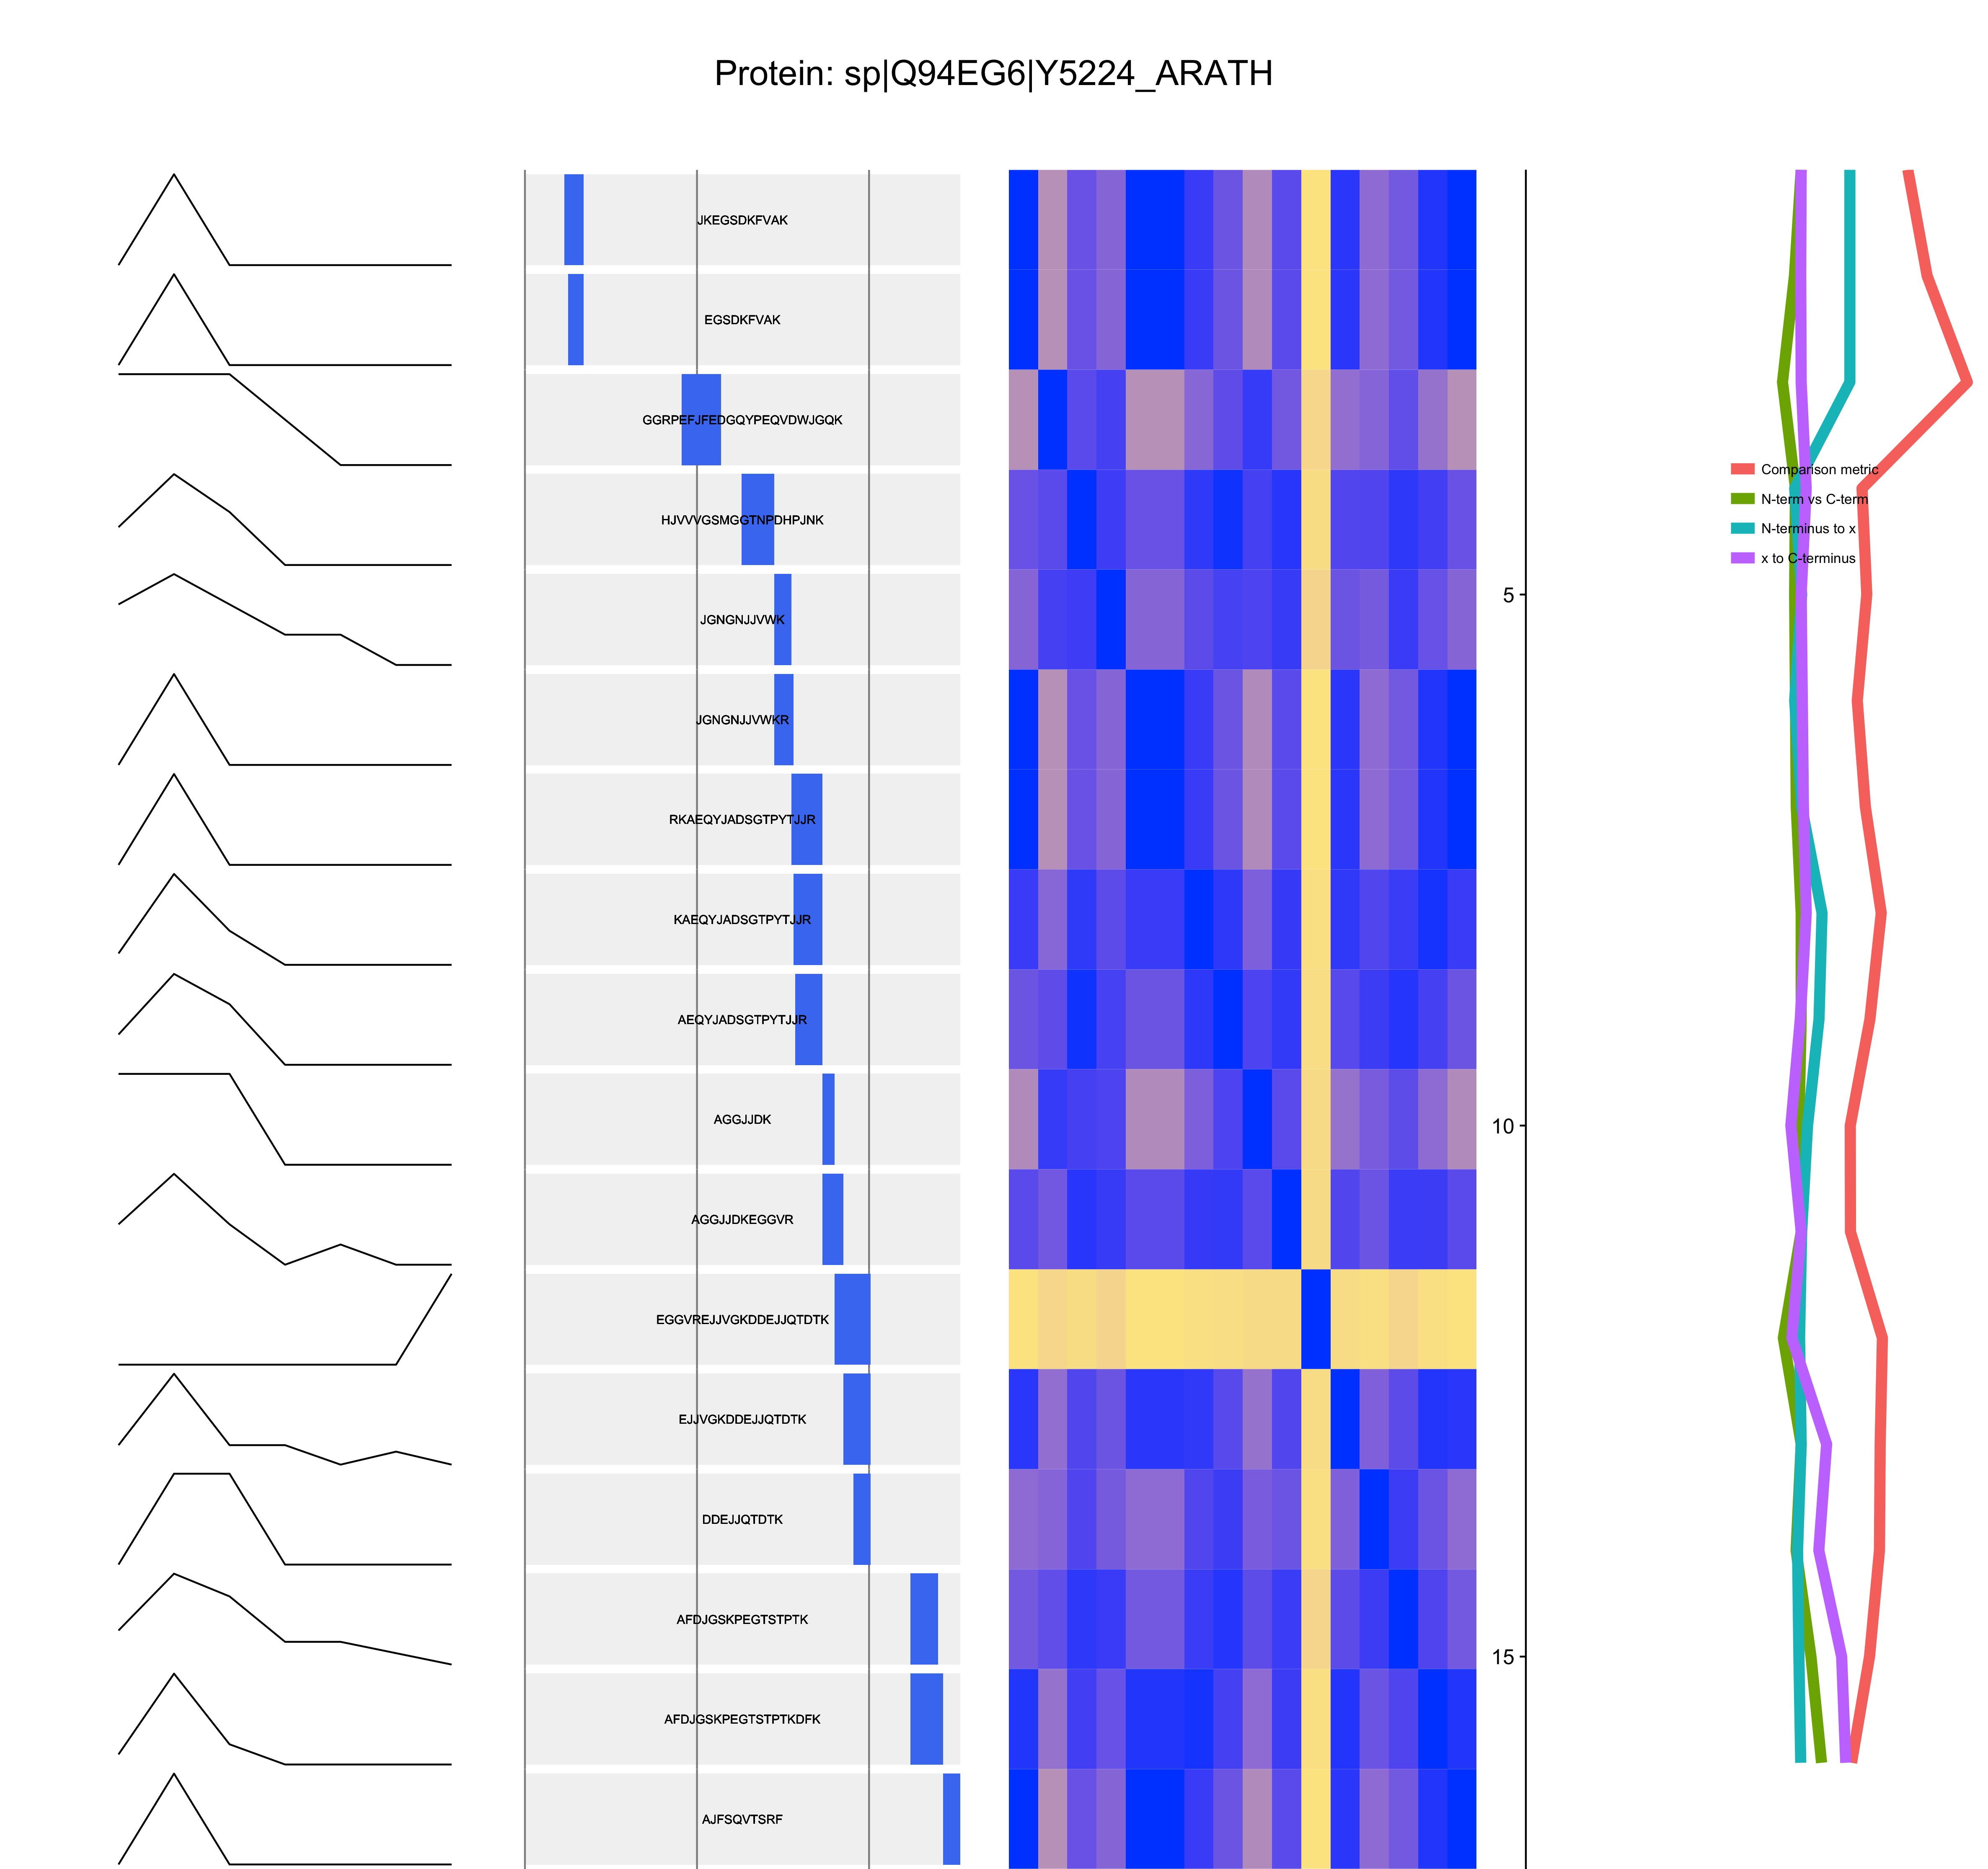 Protein: sp|Q94EG6|Y5224_ARATH
JKEGSDKFVAK
EGSDKFVAK
GGRPEFJFEDGQYPEQVDWJGQK
HJVVVGSMGGTNPDHPJNK
JGNGNJJVWK
JGNGNJJVWKR
RKAEQYJADSGTPYTJJR
KAEQYJADSGTPYTJJR
AEQYJADSGTPYTJJR
AGGJJDK
AGGJJDKEGGVR
EGGVREJJVGKDDEJJQTDTK
EJJVGKDDEJJQTDTK
DDEJJQTDTK
AFDJGSKPEGTSTPTK
AFDJGSKPEGTSTPTKDFK
AJFSQVTSRF
5
10
15
Comparison metric
N-term vs C-term
N-terminus to x
x to C-terminus